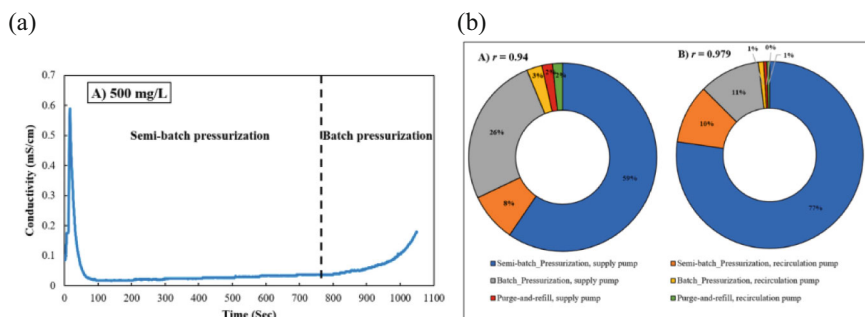 (a)
(b)
A) 500 mg/L
Semi-batch pressurization
Batch pressurization
Conductivity (mS/cm)
0.7
0.6
0.5
0.4
0.3
0.2
0.1
0
0 100 200 300 400 500 600 700 800 900 1000 1100
Time (Sec)
A) r = 0.94
3%
2%
2%
26%
8%
59%
B) r = 0.979
1%
0%
1%
11%
10%
77%
Semi-batch_Pressurization, supply pump
Semi-batch_Pressurization, recirculation pump
Batch_Pressurization, supply pump
Batch_Pressurization, recirculation pump
Purge-and-refill, supply pump
Purge-and-refill, recirculation pump